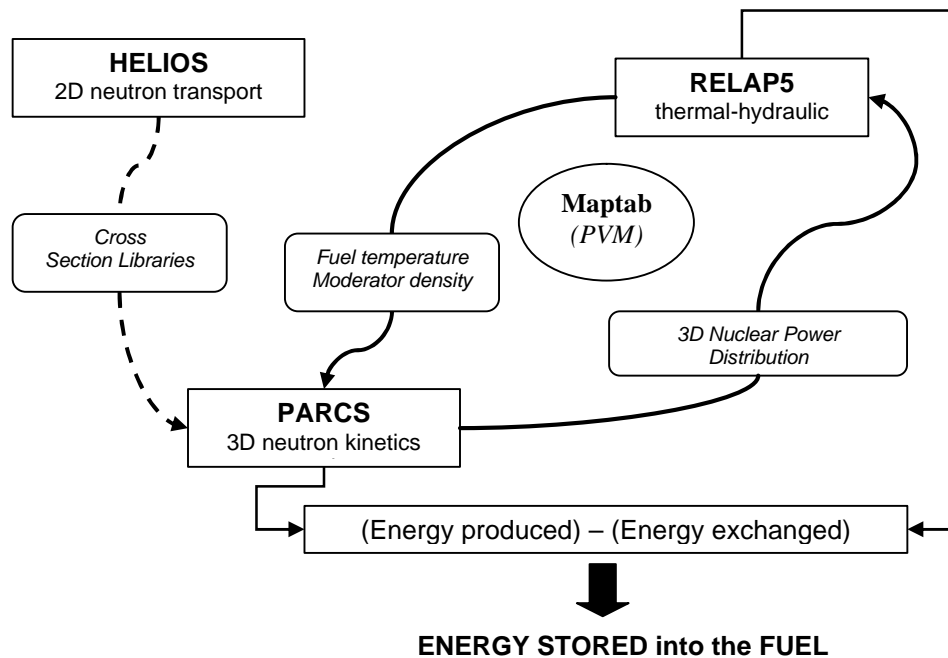 HELIOS
2D neutron transport
RELAP5
thermal-hydraulic
Maptab
(PVM)
Cross
Section Libraries
Fuel temperature
Moderator density
3D Nuclear Power
Distribution
PARCS
3D neutron kinetics
(Energy produced) – (Energy exchanged)
ENERGY STORED into the FUEL